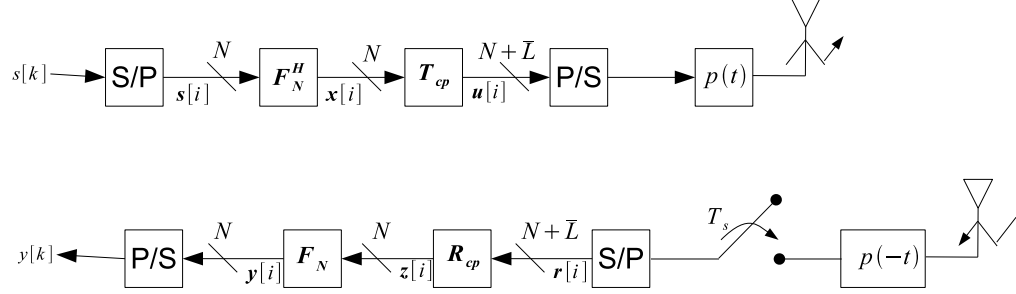 s[k] S/P s[i] N F_N^H x[i] N T_cp u[i] N + L̅ P/S p(t)
y[k] P/S N y[i] F_N N z[i] R_cp N + L̅ r[i] S/P T_s p(−t)